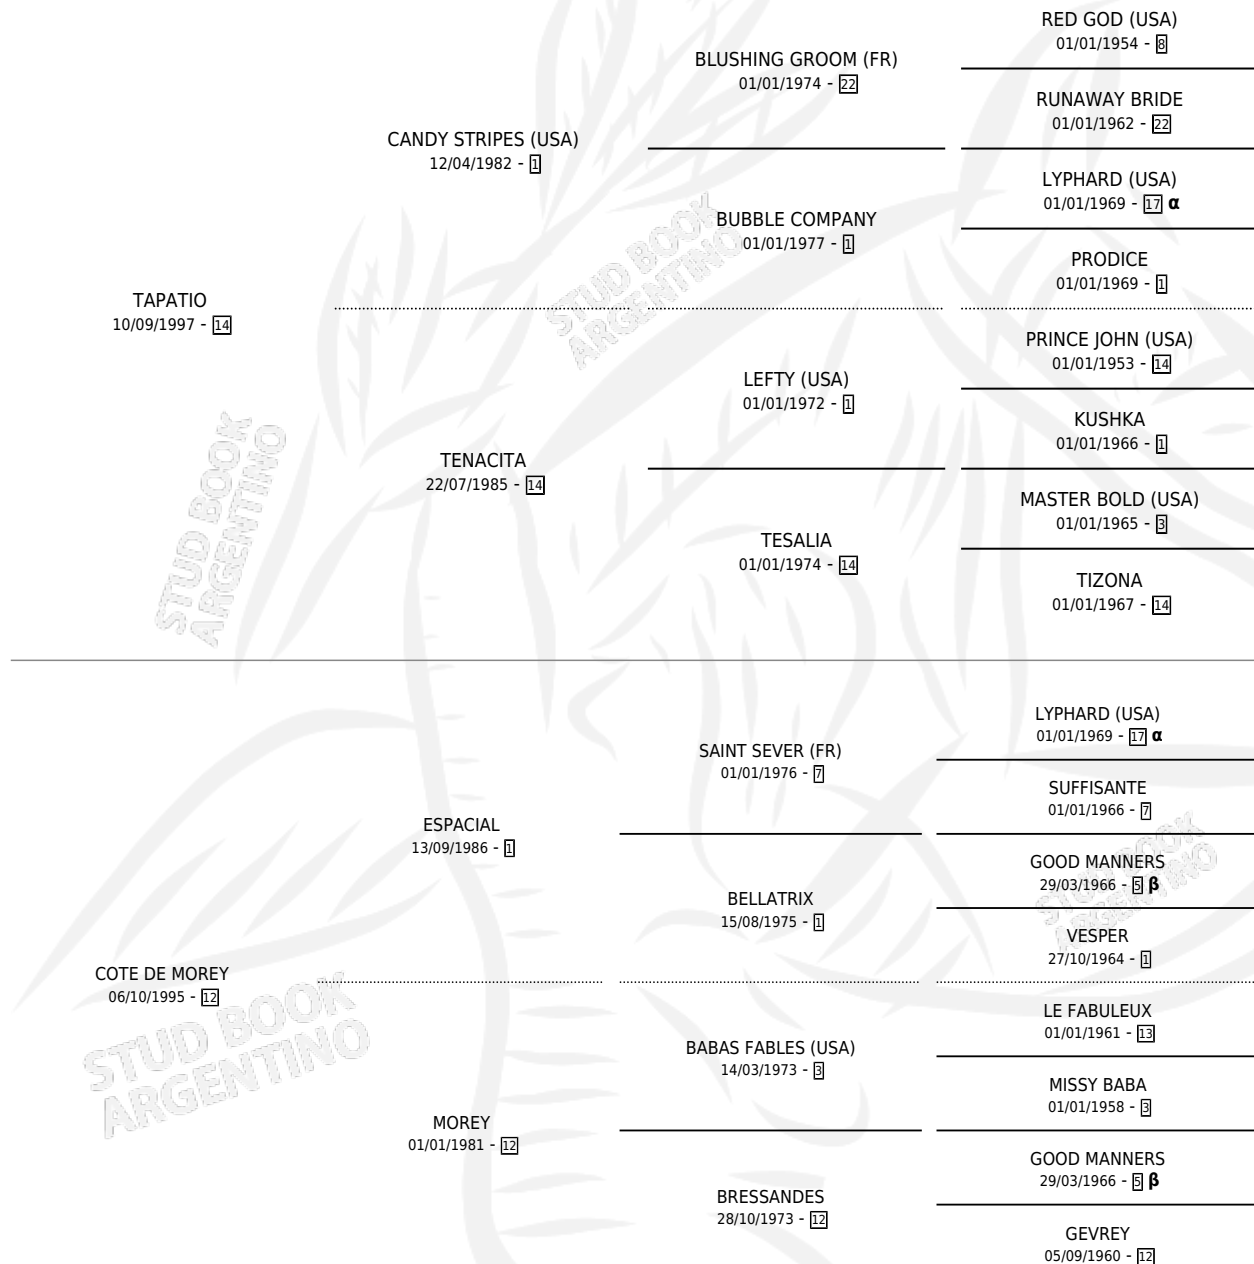 RED GOD (USA)
01/01/1954 - 8
BLUSHING GROOM (FR)
01/01/1974 - 22
RUNAWAY BRIDE
01/01/1962 - 22
CANDY STRIPES (USA)
12/04/1982 - 1
LYPHARD (USA)
01/01/1969 - 17 α
BUBBLE COMPANY
01/01/1977 - 1
PRODICE
01/01/1969 - 1
TAPATIO
10/09/1997 - 14
PRINCE JOHN (USA)
01/01/1953 - 14
LEFTY (USA)
01/01/1972 - 1
KUSHKA
01/01/1966 - 1
TENACITA
22/07/1985 - 14
MASTER BOLD (USA)
01/01/1965 - 3
TESALIA
01/01/1974 - 14
TIZONA
01/01/1967 - 14
LYPHARD (USA)
01/01/1969 - 17 α
SAINT SEVER (FR)
01/01/1976 - 7
SUFFISANTE
01/01/1966 - 7
ESPACIAL
13/09/1986 - 1
GOOD MANNERS
29/03/1966 - 5 β
BELLATRIX
15/08/1975 - 1
VESPER
27/10/1964 - 1
COTE DE MOREY
06/10/1995 - 12
LE FABULEUX
01/01/1961 - 13
BABAS FABLES (USA)
14/03/1973 - 3
MISSY BABA
01/01/1958 - 3
MOREY
01/01/1981 - 12
GOOD MANNERS
29/03/1966 - 5 β
BRESSANDES
28/10/1973 - 12
GEVREY
05/09/1960 - 12
STUD BOOK
ARGENTINO
STUD BOOK
ARGENTINO
STUD BOOK
ARGENTINO
STUD BOOK
ARGENTINO